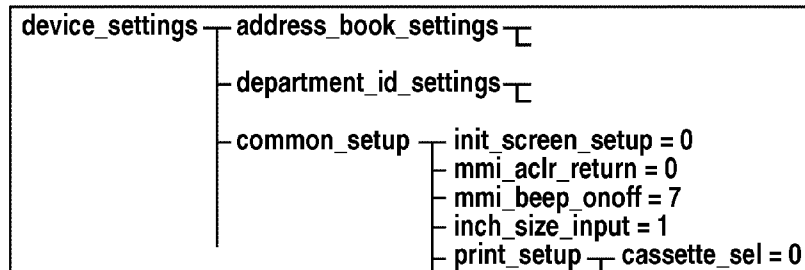 device_settings address_book_settings
department_id_settings
common_setup init_screen_setup = 0
mmi_aclr_return = 0
mmi_beep_onoff = 7
inch_size_input = 1
print_setup cassette_sel = 0